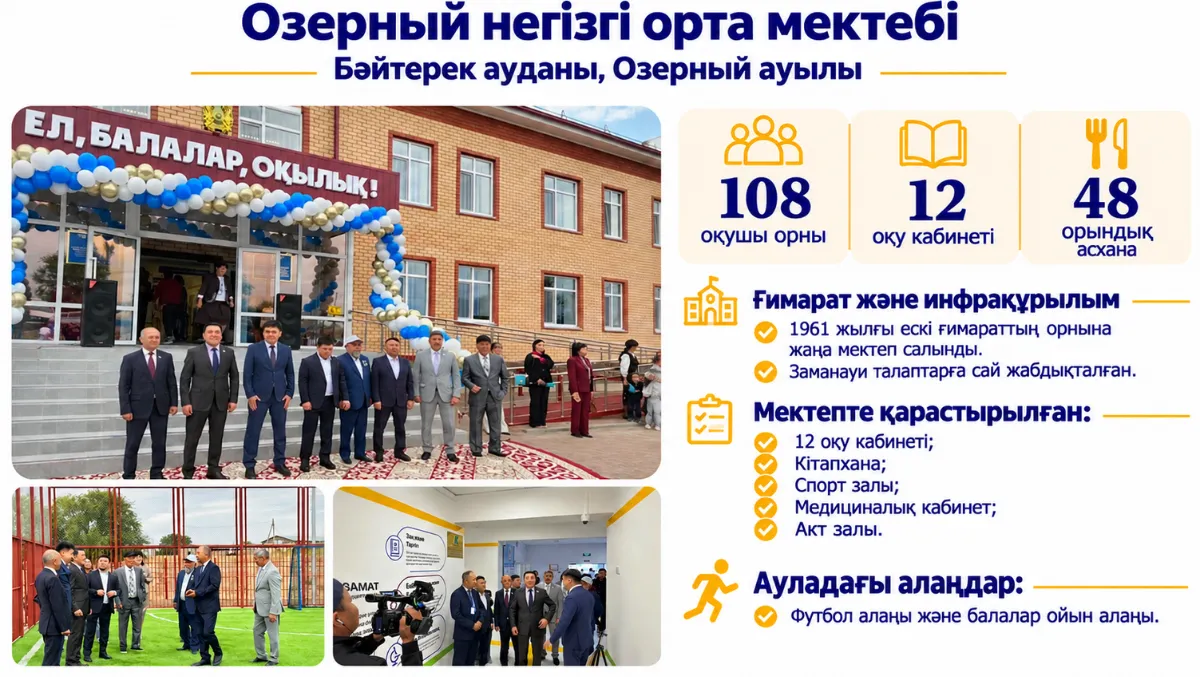 Озерный негізгі орта мектебі
Бәйтерек ауданы, Озерный ауылы
ЕЛ, БАЛАЛАР, ОҚЫЛЫҚ!
108
оқушы орны
12
оқу кабинеті
48
орындық
асхана
Ғимарат және инфрақұрылым
1961 жылғы ескі ғимараттың орнына
жаңа мектеп салынды.
Заманауи талаптарға сай жабдықталған.
Мектепте қарастырылған:
12 оқу кабинеті;
Кітапхана;
Спорт залы;
Медициналық кабинет;
Акт залы.
Ауладағы алаңдар:
Футбол алаңы және балалар ойын алаңы.